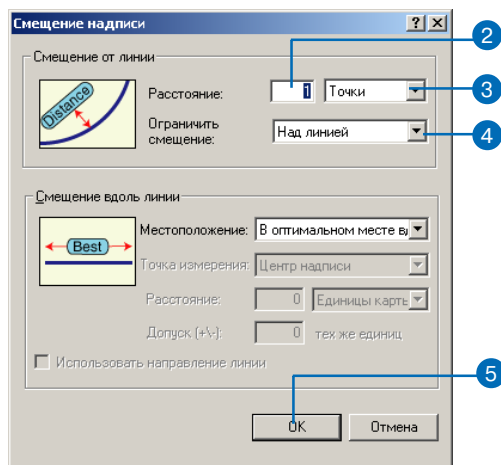 Смещение надписи
Смещение от линии
2
Distance
Расстояние: 1 Точки
3
Ограничить смещение: Над линией
4
Смещение вдоль линии
Best
Местоположение: В оптимальном месте в
Точка измерения: Центр надписи
Расстояние: 0 Единицы карты
Допуск (+\-): 0 тех же единиц
Использовать направление линии
5
OK Отмена